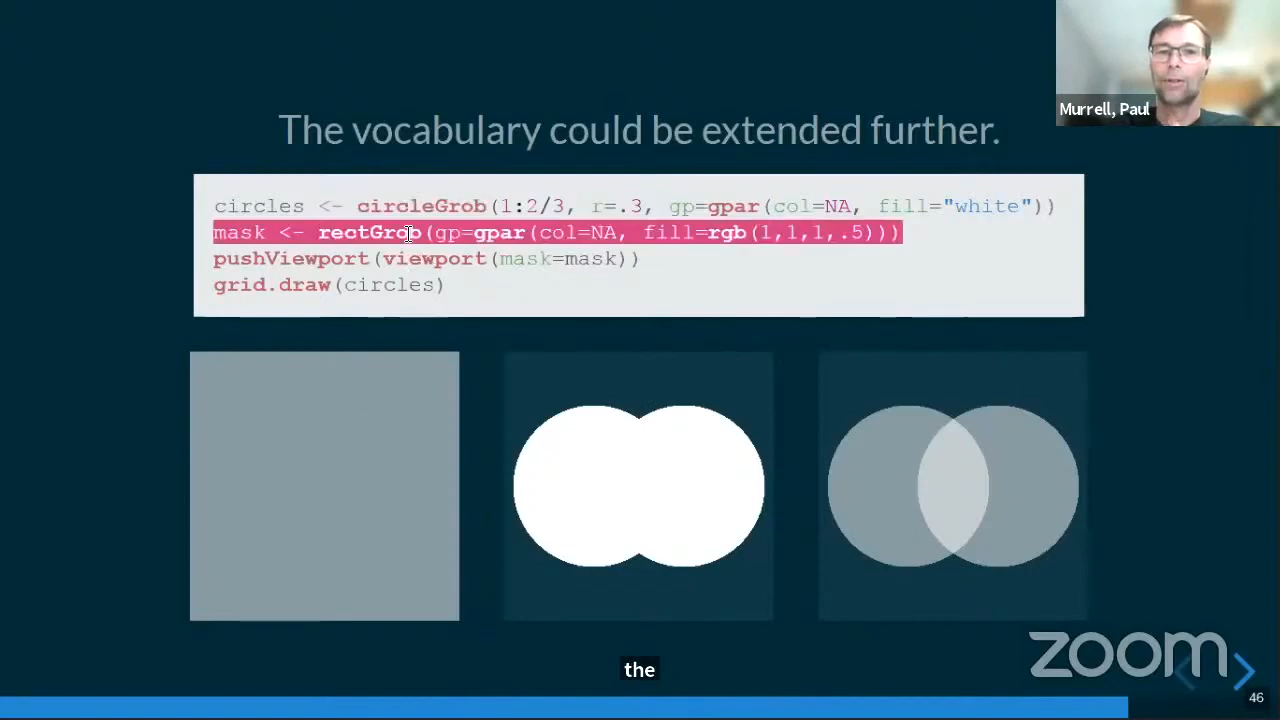 Murrell, Paul
The vocabulary could be extended further.
circles <- circleGrob(1:2/3, r=.3, gp=gpar(col=NA, fill="white"))
mask <- rectGrob(gp=gpar(col=NA, fill=rgb(1,1,1,.5)))
pushViewport(viewport(mask=mask))
grid.draw(circles)
zoom
the
46